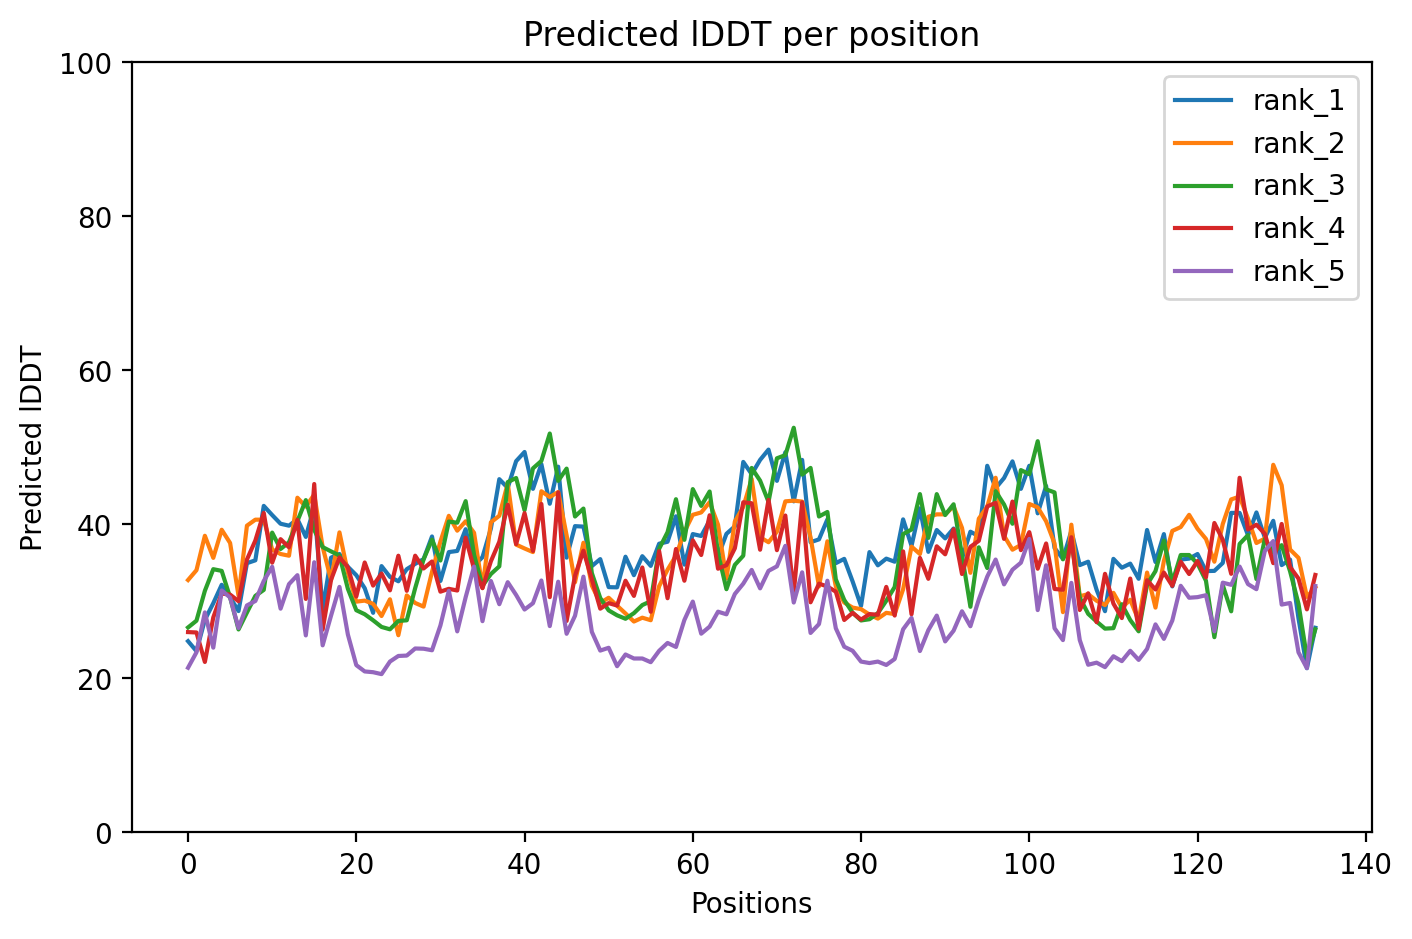 Predicted lDDT per position
100
80
60
40
20
0
Predicted lDDT
rank_1
rank_2
rank_3
rank_4
rank_5
0 20 40 60 80 100 120 140
Positions